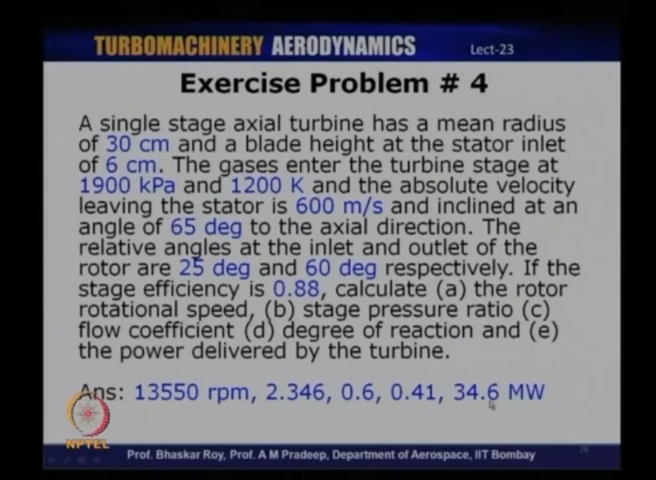 TURBOMACHINERY AERODYNAMICS Lect-23
Exercise Problem # 4
A single stage axial turbine has a mean radius
of 30 cm and a blade height at the stator inlet
of 6 cm. The gases enter the turbine stage at
1900 kPa and 1200 K and the absolute velocity
leaving the stator is 600 m/s and inclined at an
angle of 65 deg to the axial direction. The
relative angles at the inlet and outlet of the
rotor are 25 deg and 60 deg respectively. If the
stage efficiency is 0.88, calculate (a) the rotor
rotational speed, (b) stage pressure ratio (c)
flow coefficient (d) degree of reaction and (e)
the power delivered by the turbine.
Ans: 13550 rpm, 2.346, 0.6, 0.41, 34.6 MW
NPTEL
Prof. Bhaskar Roy, Prof. A M Pradeep, Department of Aerospace, IIT Bombay